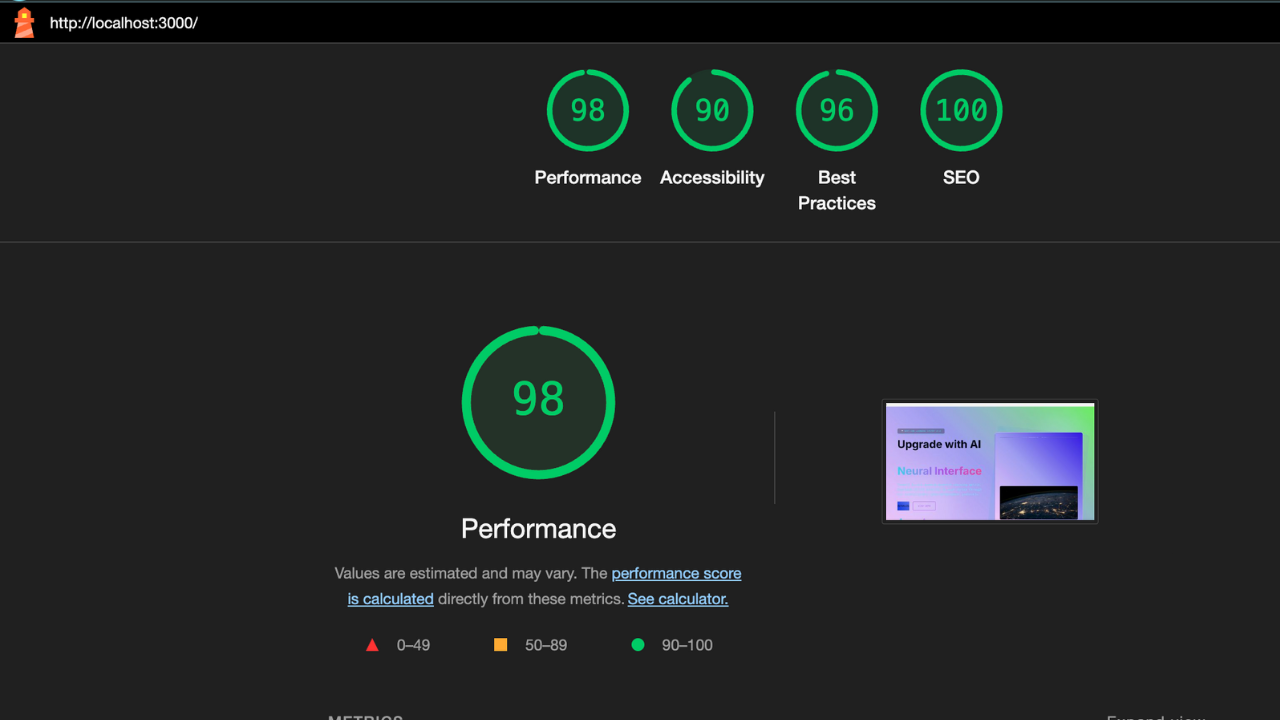 http://localhost:3000/
98
90
96
100
Performance
Accessibility
Best
Practices
SEO
98
Performance
Values are estimated and may vary. The performance score
is calculated directly from these metrics. See calculator.
0–49
50–89
90–100
Upgrade with AI
Neural Interface
METRICS
Expand view